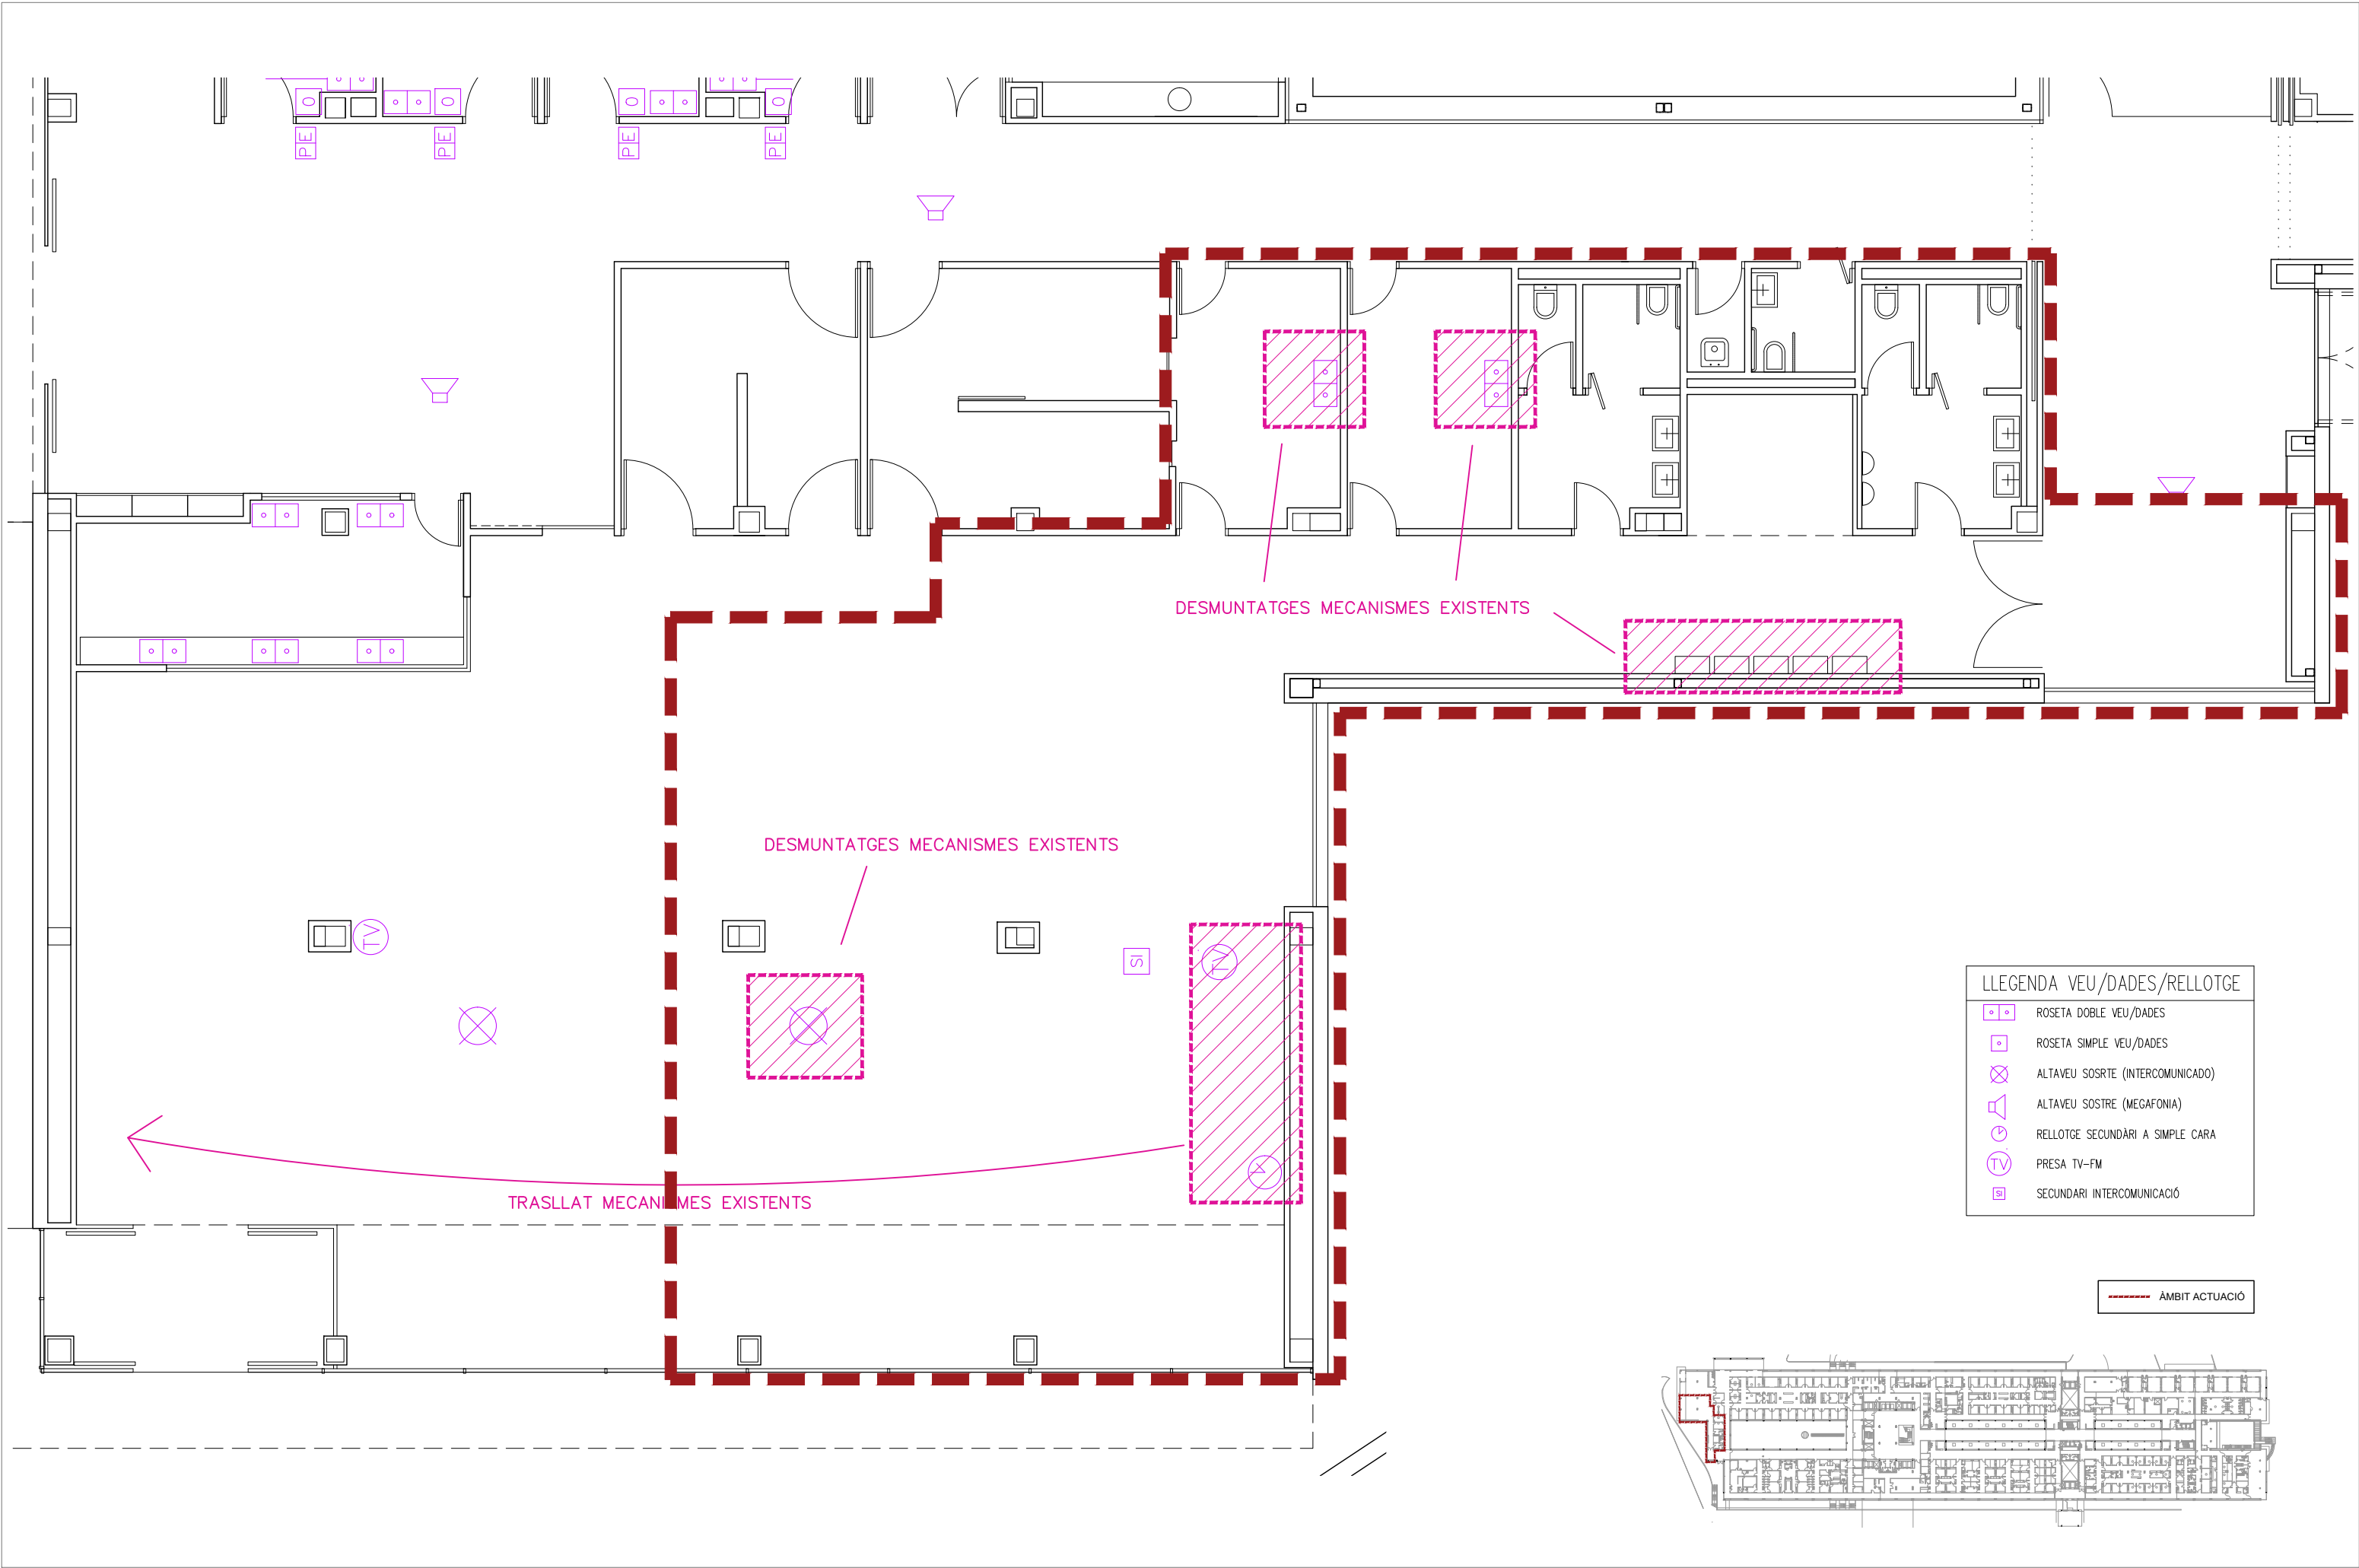 PE
PE
PE
PE
DESMUNTATGES MECANISMES EXISTENTS
DESMUNTATGES MECANISMES EXISTENTS
TV
SI
TV
TRASLLAT MECANISMES EXISTENTS
LLEGENDA VEU/DADES/RELLOTGE
ROSETA DOBLE VEU/DADES
ROSETA SIMPLE VEU/DADES
ALTAVEU SOSRTE (INTERCOMUNICADO)
ALTAVEU SOSTRE (MEGAFONIA)
RELLOTGE SECUNDÀRI A SIMPLE CARA
TV PRESA TV-FM
SI SECUNDARI INTERCOMUNICACIÓ
ÀMBIT ACTUACIÓ